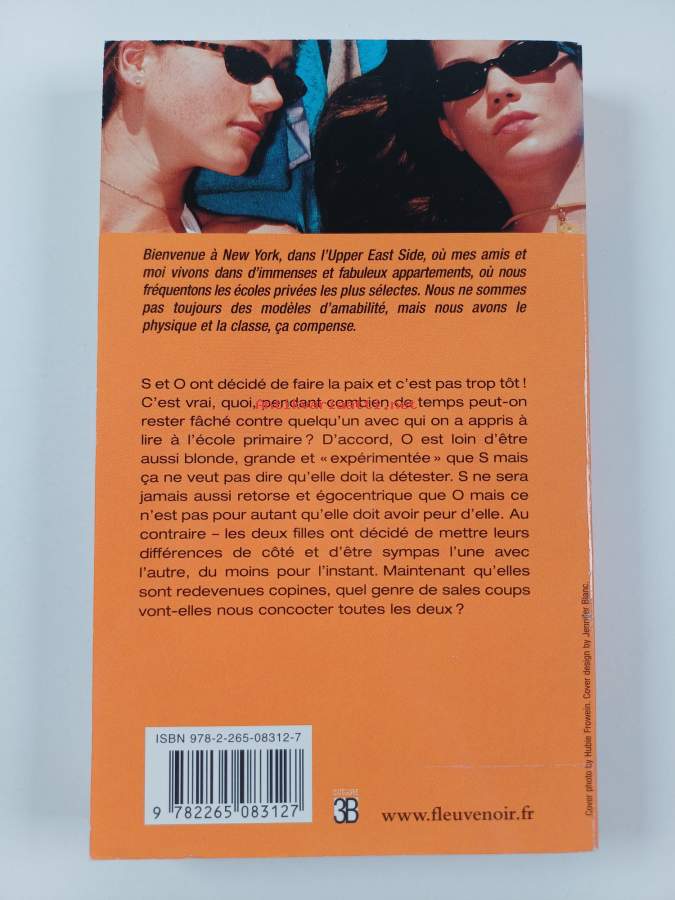 Bienvenue à New York, dans l'Upper East Side, où mes amis et
moi vivons dans d'immenses et fabuleux appartements, où nous
fréquentons les écoles privées les plus sélectes. Nous ne sommes
pas toujours des modèles d'amabilité, mais nous avons le
physique et la classe, ça compense.
S et O ont décidé de faire la paix et c'est pas trop tôt !
C'est vrai, quoi, pendant combien de temps peut-on
Antikvariaatti.net
rester fâché contre quelqu'un avec qui on a appris à
lire à l'école primaire ? D'accord, O est loin d'être
aussi blonde, grande et « expérimentée » que S mais
ça ne veut pas dire qu'elle doit la détester. S ne sera
jamais aussi retorse et égocentrique que O mais ce
n'est pas pour autant qu'elle doit avoir peur d'elle. Au
contraire – les deux filles ont décidé de mettre leurs
différences de côté et d'être sympas l'une avec
l'autre, du moins pour l'instant. Maintenant qu'elles
sont redevenues copines, quel genre de sales coups
vont-elles nous concocter toutes les deux ?
Cover photo by Hubie Frowein. Cover design by Jennifer Blanc.
ISBN 978-2-265-08312-7
9 782265 083127
3B
www.fleuvenoir.fr